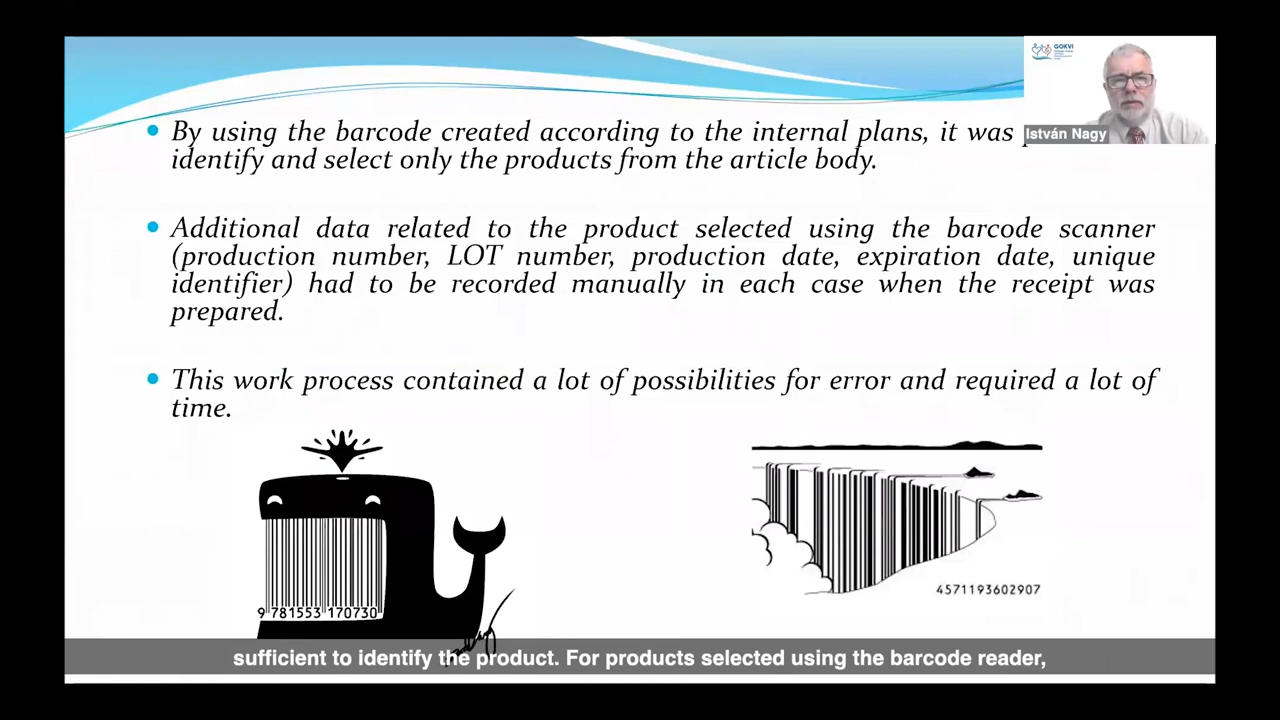 GOKVI
István Nagy
By using the barcode created according to the internal plans, it was
identify and select only the products from the article body.
Additional data related to the product selected using the barcode scanner
(production number, LOT number, production date, expiration date, unique
identifier) had to be recorded manually in each case when the receipt was
prepared.
This work process contained a lot of possibilities for error and required a lot of
time.
9 781553 170730
4571193602907
sufficient to identify the product. For products selected using the barcode reader,